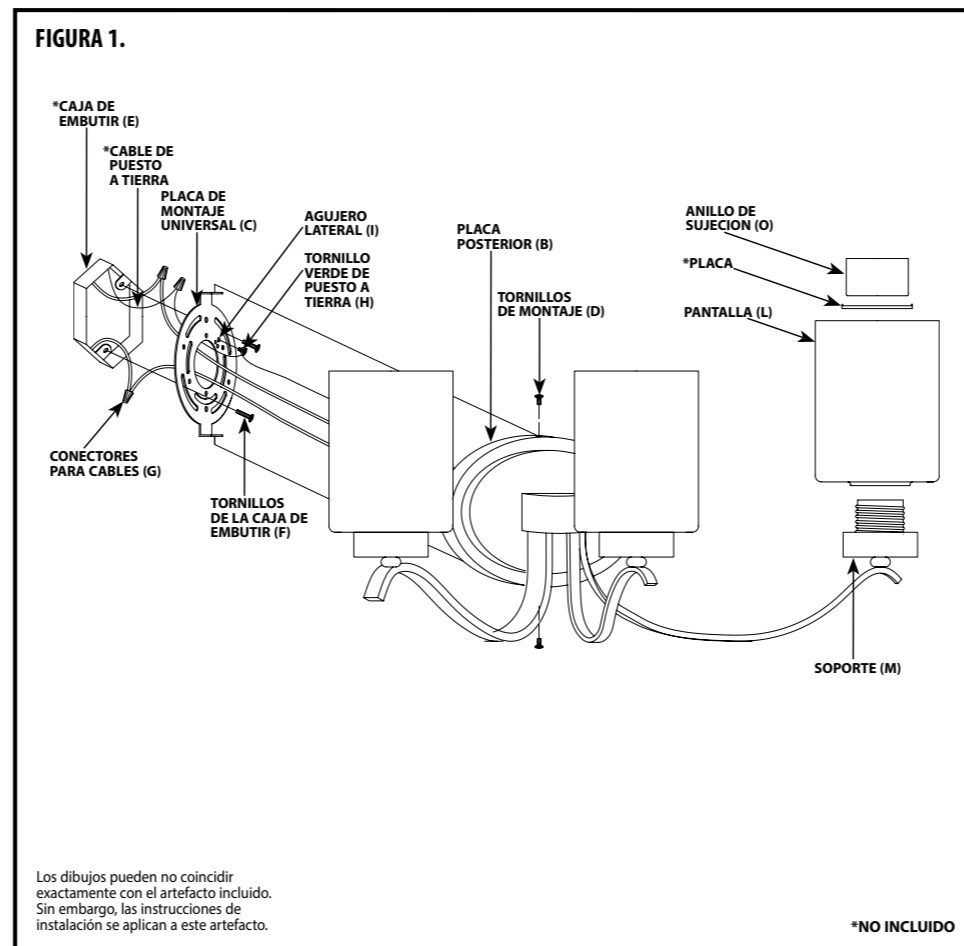 FIGURA 1.
*CAJA DE
EMBUTIR (E)
*CABLE DE
PUESTO
A TIERRA
PLACA DE
MONTAJE
UNIVERSAL (C)
AGUJERO
LATERAL (I)
TORNILLO
VERDE DE
PUESTO A
TIERRA (H)
PLACA
POSTERIOR (B)
TORNILLOS
DE MONTAJE (D)
ANILLO DE
SUJECION (O)
*PLACA
PANTALLA (L)
CONECTORES
PARA CABLES (G)
TORNILLOS
DE LA CAJA DE
EMBUTIR (F)
SOPORTE (M)
Los dibujos pueden no coincidir
exactamente con el artefacto incluido.
Sin embargo, las instrucciones de
instalación se aplican a este artefacto.
*NO INCLUIDO